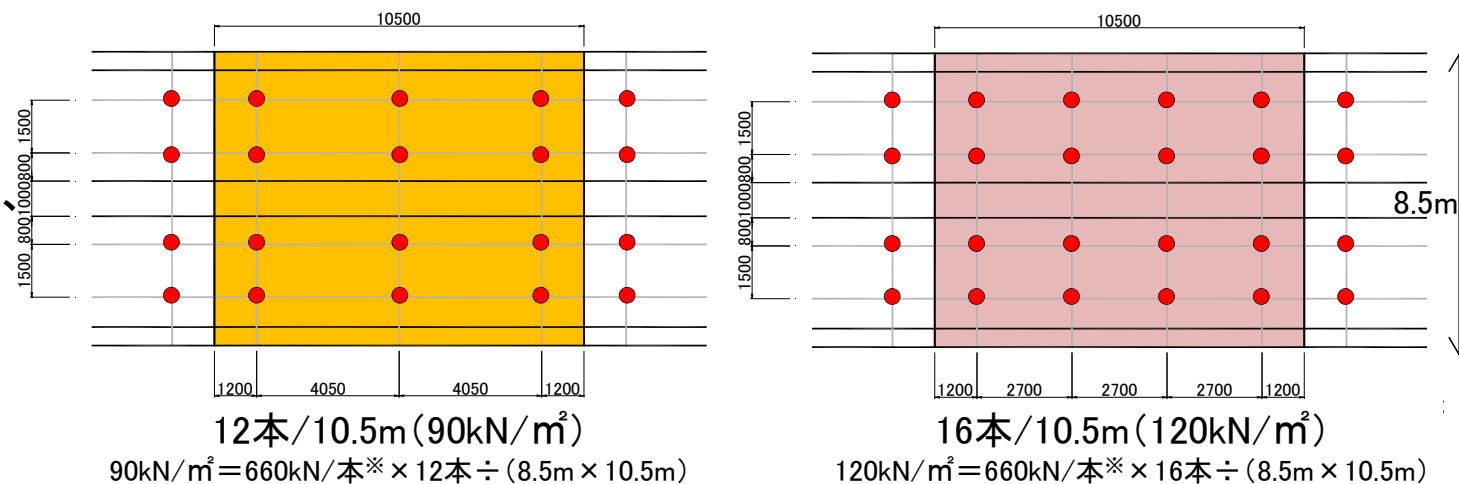 10500
1500
800
1000
800
1500
1200 4050 4050 1200
12本/10.5m(90kN/㎡)
90kN/㎡=660kN/本※×12本÷(8.5m×10.5m)
10500
1500
800
1000
800
1500
8.5m
1200 2700 2700 2700 1200
16本/10.5m(120kN/㎡)
120kN/㎡=660kN/本※×16本÷(8.5m×10.5m)